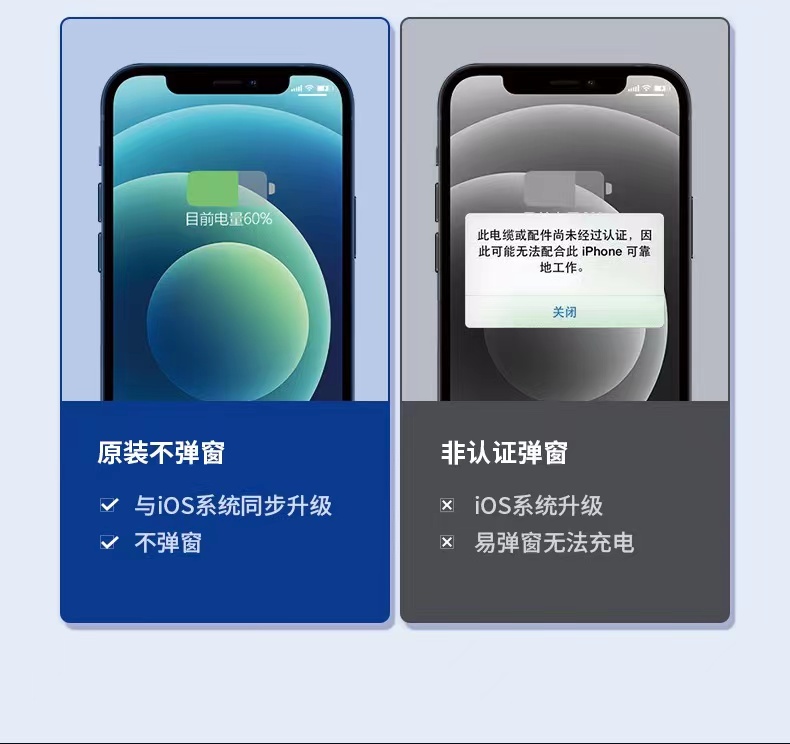 目前电量60%
原装不弹窗
与iOS系统同步升级
不弹窗
此电缆或配件尚未经过认证，因
此可能无法配合此 iPhone 可靠
地工作。
关闭
非认证弹窗
iOS系统升级
易弹窗无法充电